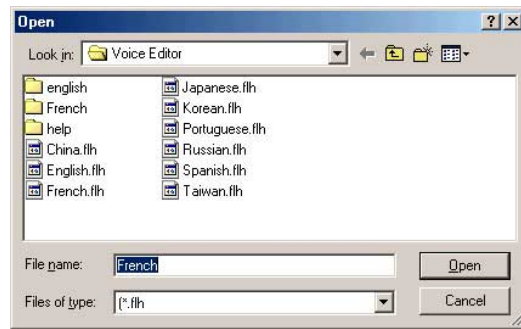 Open
Look in: Voice Editor
english
French
help
China.flh
English.flh
French.flh
Japanese.flh
Korean.flh
Portuguese.flh
Russian.flh
Spanish.flh
Taiwan.flh
File name: French Open
Files of type: (*.flh Cancel